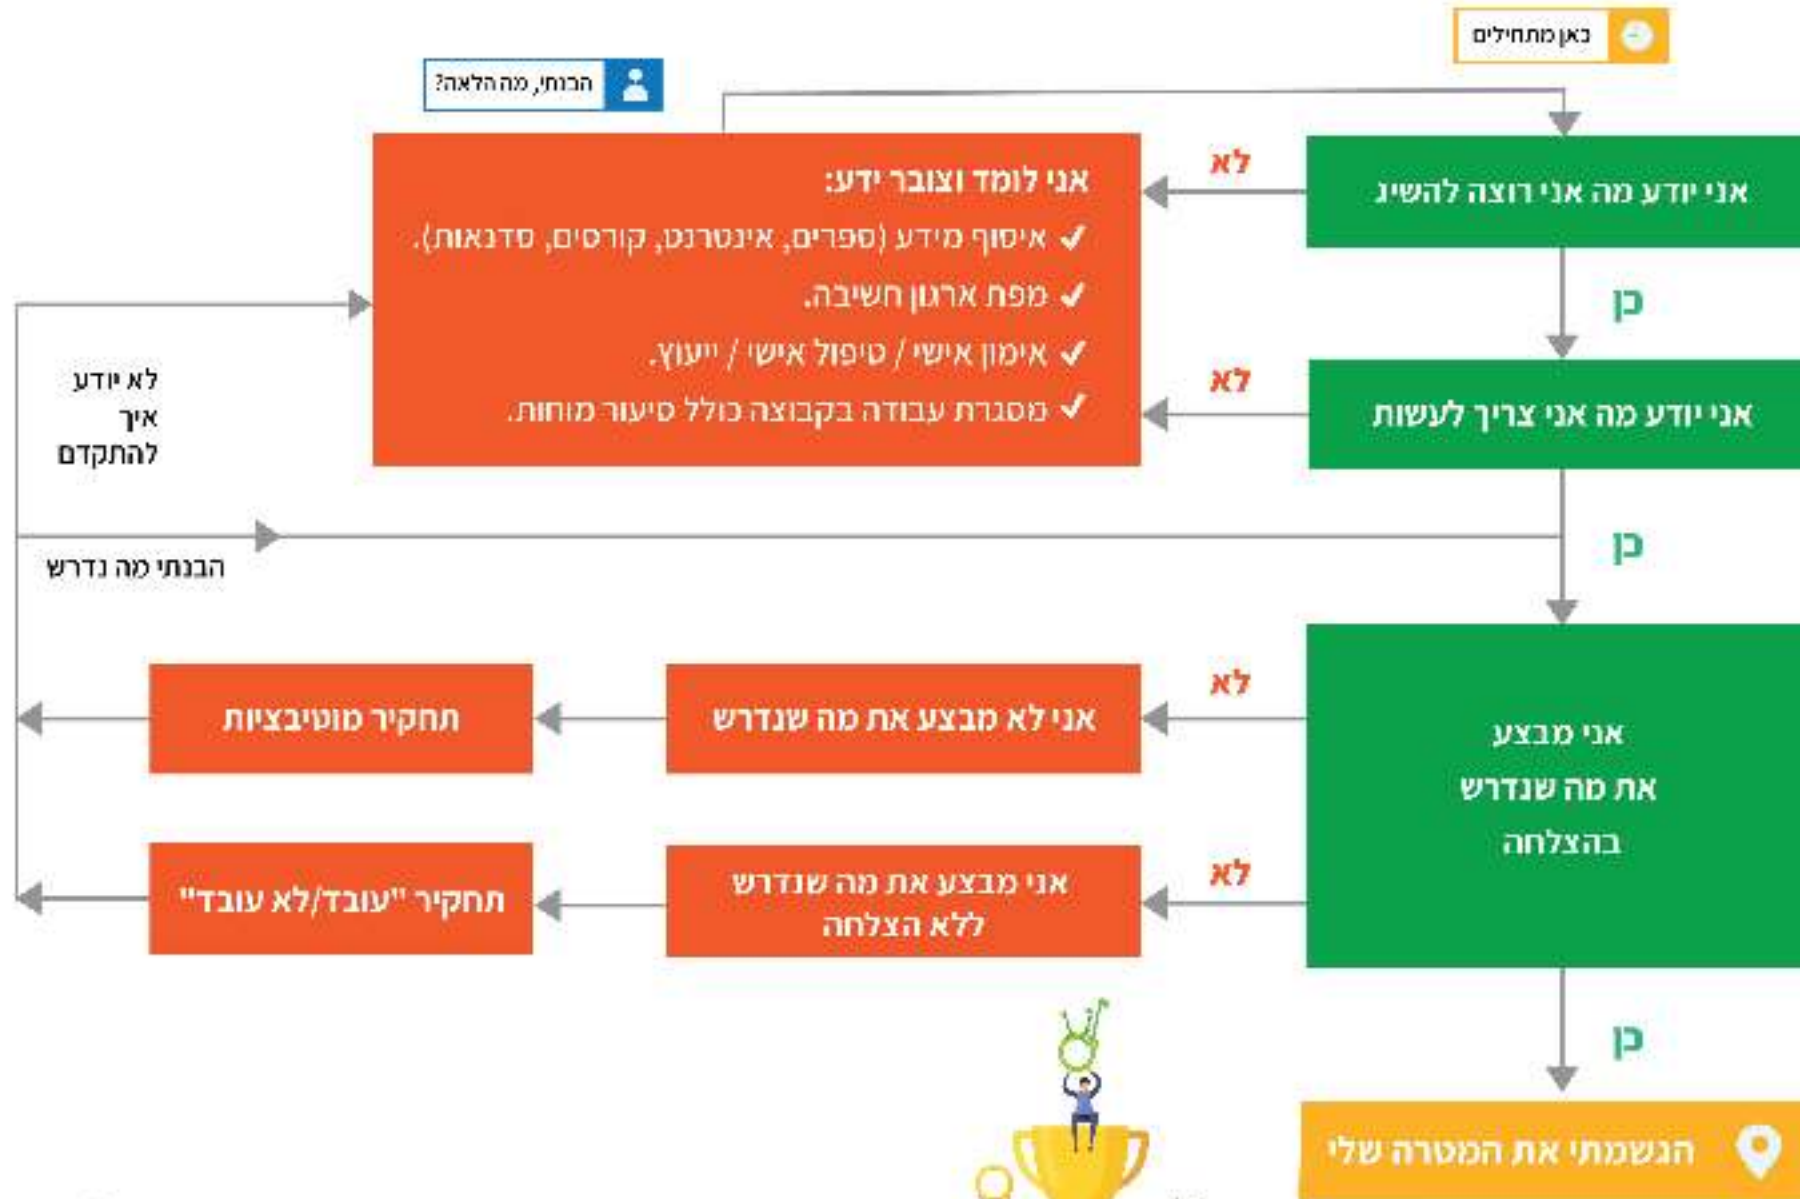 כאן מתחילים
הבנתי, מה הלאה?
אני יודע מה אני רוצה להשיג
לא
אני לומד וצובר ידע:
✓ איסוף מידע (ספרים, אינטרנט, קורסים, סדנאות).
✓ מפת ארגון חשיבה.
✓ אימון אישי / טיפול אישי / ייעוץ.
✓ מסגרת עבודה בקבוצה כולל סיעור מוחות.
כן
אני יודע מה אני צריך לעשות
לא
לא יודע
איך
להתקדם
כן
הבנתי מה נדרש
אני מבצע
את מה שנדרש
בהצלחה
לא
אני לא מבצע את מה שנדרש
תחקיר מוטיבציות
לא
אני מבצע את מה שנדרש
ללא הצלחה
תחקיר "עובד/לא עובד"
כן
הגשמתי את המטרה שלי